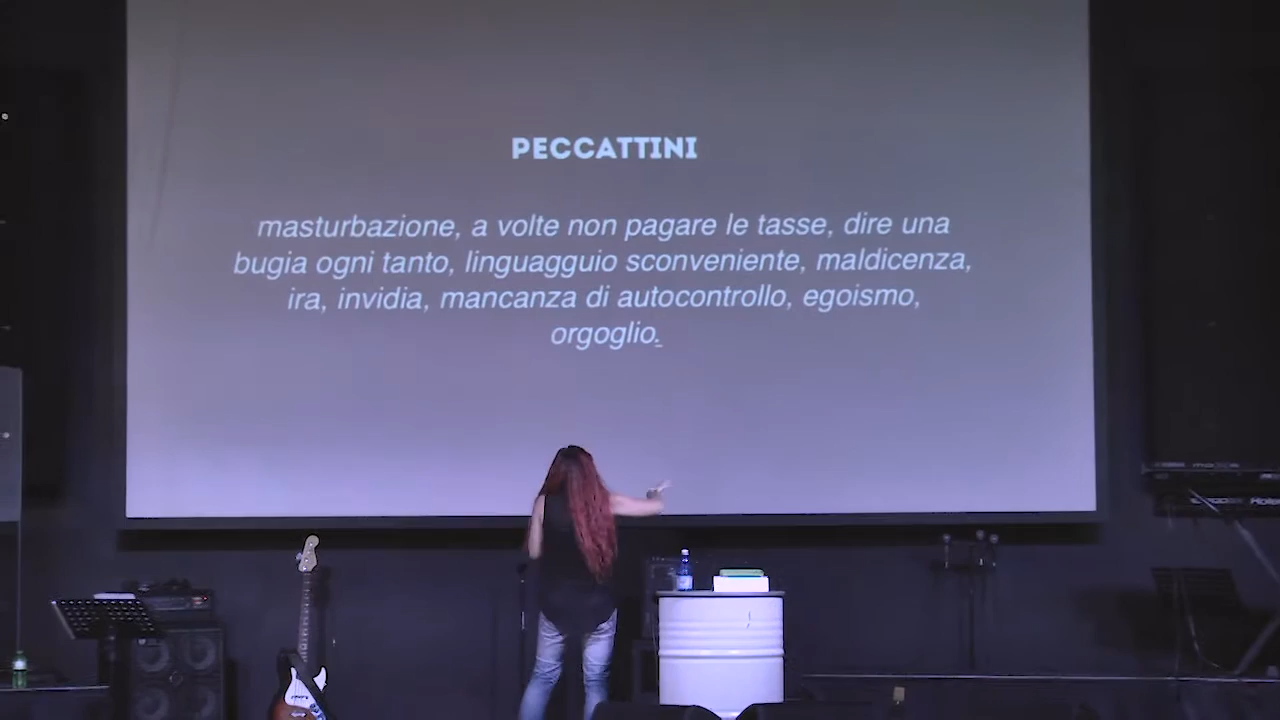 PECCATTINI
masturbazione, a volte non pagare le tasse, dire una
bugia ogni tanto, linguagguio sconveniente, maldicenza,
ira, invidia, mancanza di autocontrollo, egoismo,
orgoglio.